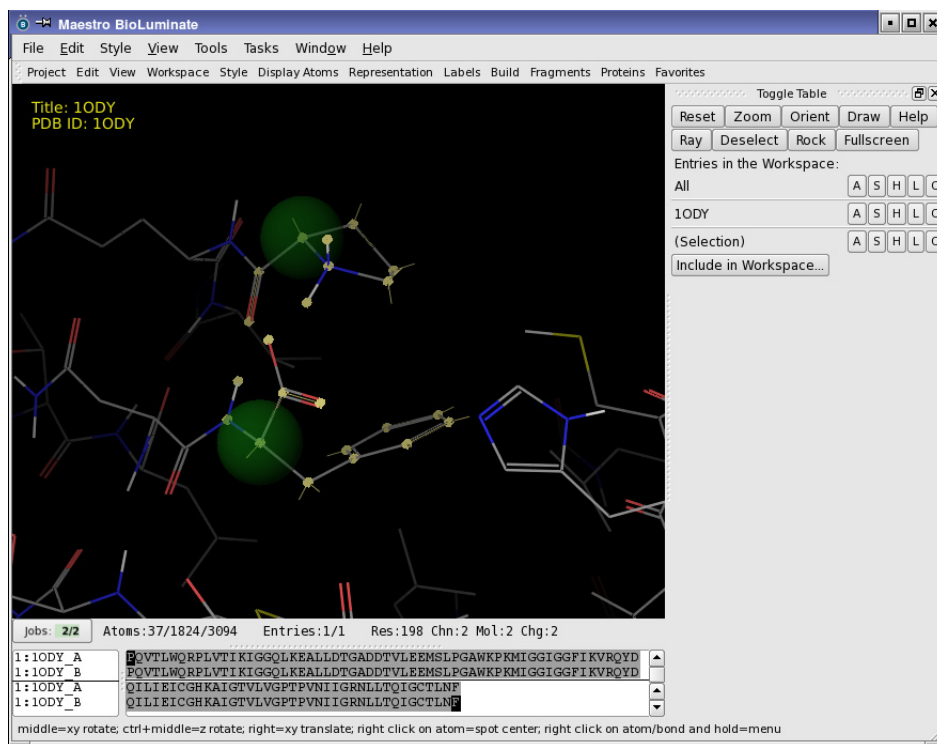 Maestro BioLuminate
File Edit Style View Tools Tasks Window Help
Project Edit View Workspace Style Display Atoms Representation Labels Build Fragments Proteins Favorites
Title: 1ODY
PDB ID: 1ODY
Toggle Table
Reset Zoom Orient Draw Help
Ray Deselect Rock Fullscreen
Entries in the Workspace:
All A S H L C
1ODY A S H L C
(Selection) A S H L C
Include in Workspace...
Jobs: 2/2 Atoms:37/1824/3094 Entries:1/1 Res:198 Chn:2 Mol:2 Chg:2
1:1ODY_A PQVTLWQRPLVTIKIGGQLKEALLDTGADDTVLEEMSLPGAWKPKMIGGIGGFIKVRQYD
1:1ODY_B PQVTLWQRPLVTIKIGGQLKEALLDTGADDTVLEEMSLPGAWKPKMIGGIGGFIKVRQYD
1:1ODY_A QILIEICGHKAIGTVLVGPTPVNIIGRNLLTQIGCTLNF
1:1ODY_B QILIEICGHKAIGTVLVGPTPVNIIGRNLLTQIGCTLNF
middle=xy rotate; ctrl+middle=z rotate; right=xy translate; right click on atom=spot center; right click on atom/bond and hold=menu